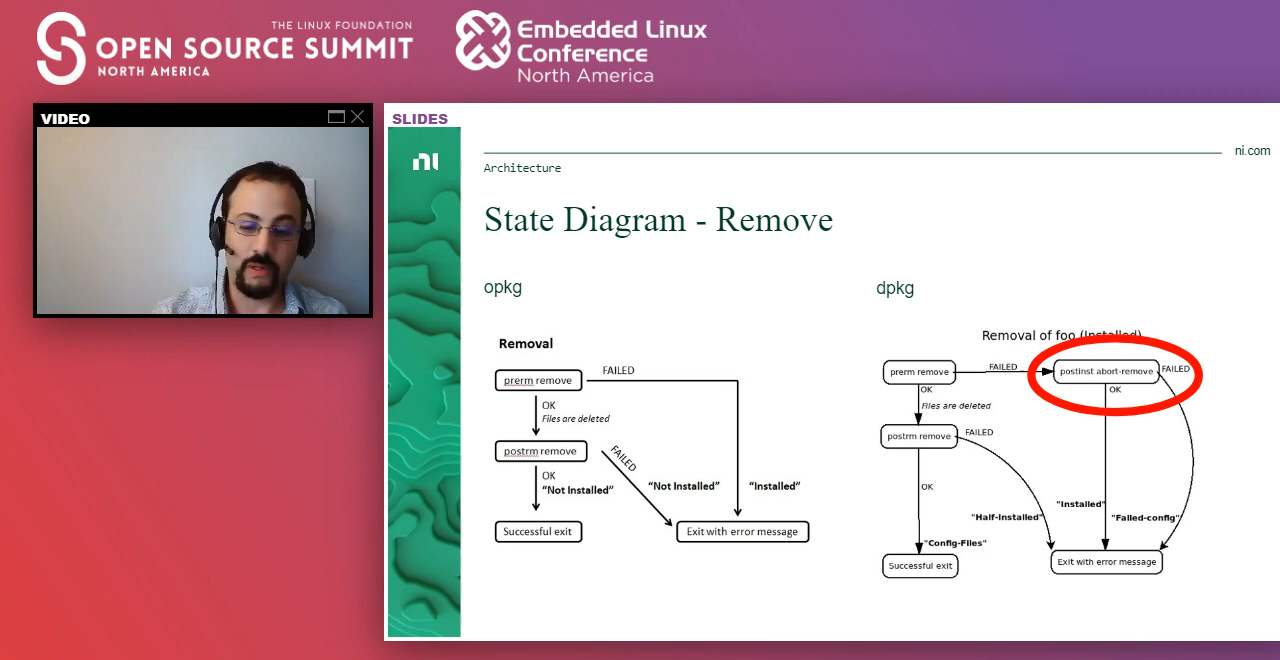 THE LINUX FOUNDATION
OPEN SOURCE SUMMIT
NORTH AMERICA
Embedded Linux
Conference
North America
VIDEO
SLIDES
ni
ni.com
Architecture
State Diagram - Remove
opkg
Removal
prerm remove
FAILED
OK
Files are deleted
postrm remove
FAILED
OK
"Not Installed"
"Not Installed"
"Installed"
Successful exit
Exit with error message
dpkg
Removal of foo (Installed)
prerm remove
FAILED
postinst abort-remove
FAILED
OK
OK
Files are deleted
postrm remove
FAILED
OK
"Installed"
"Half-Installed"
"Failed-config"
"Config-Files"
Successful exit
Exit with error message